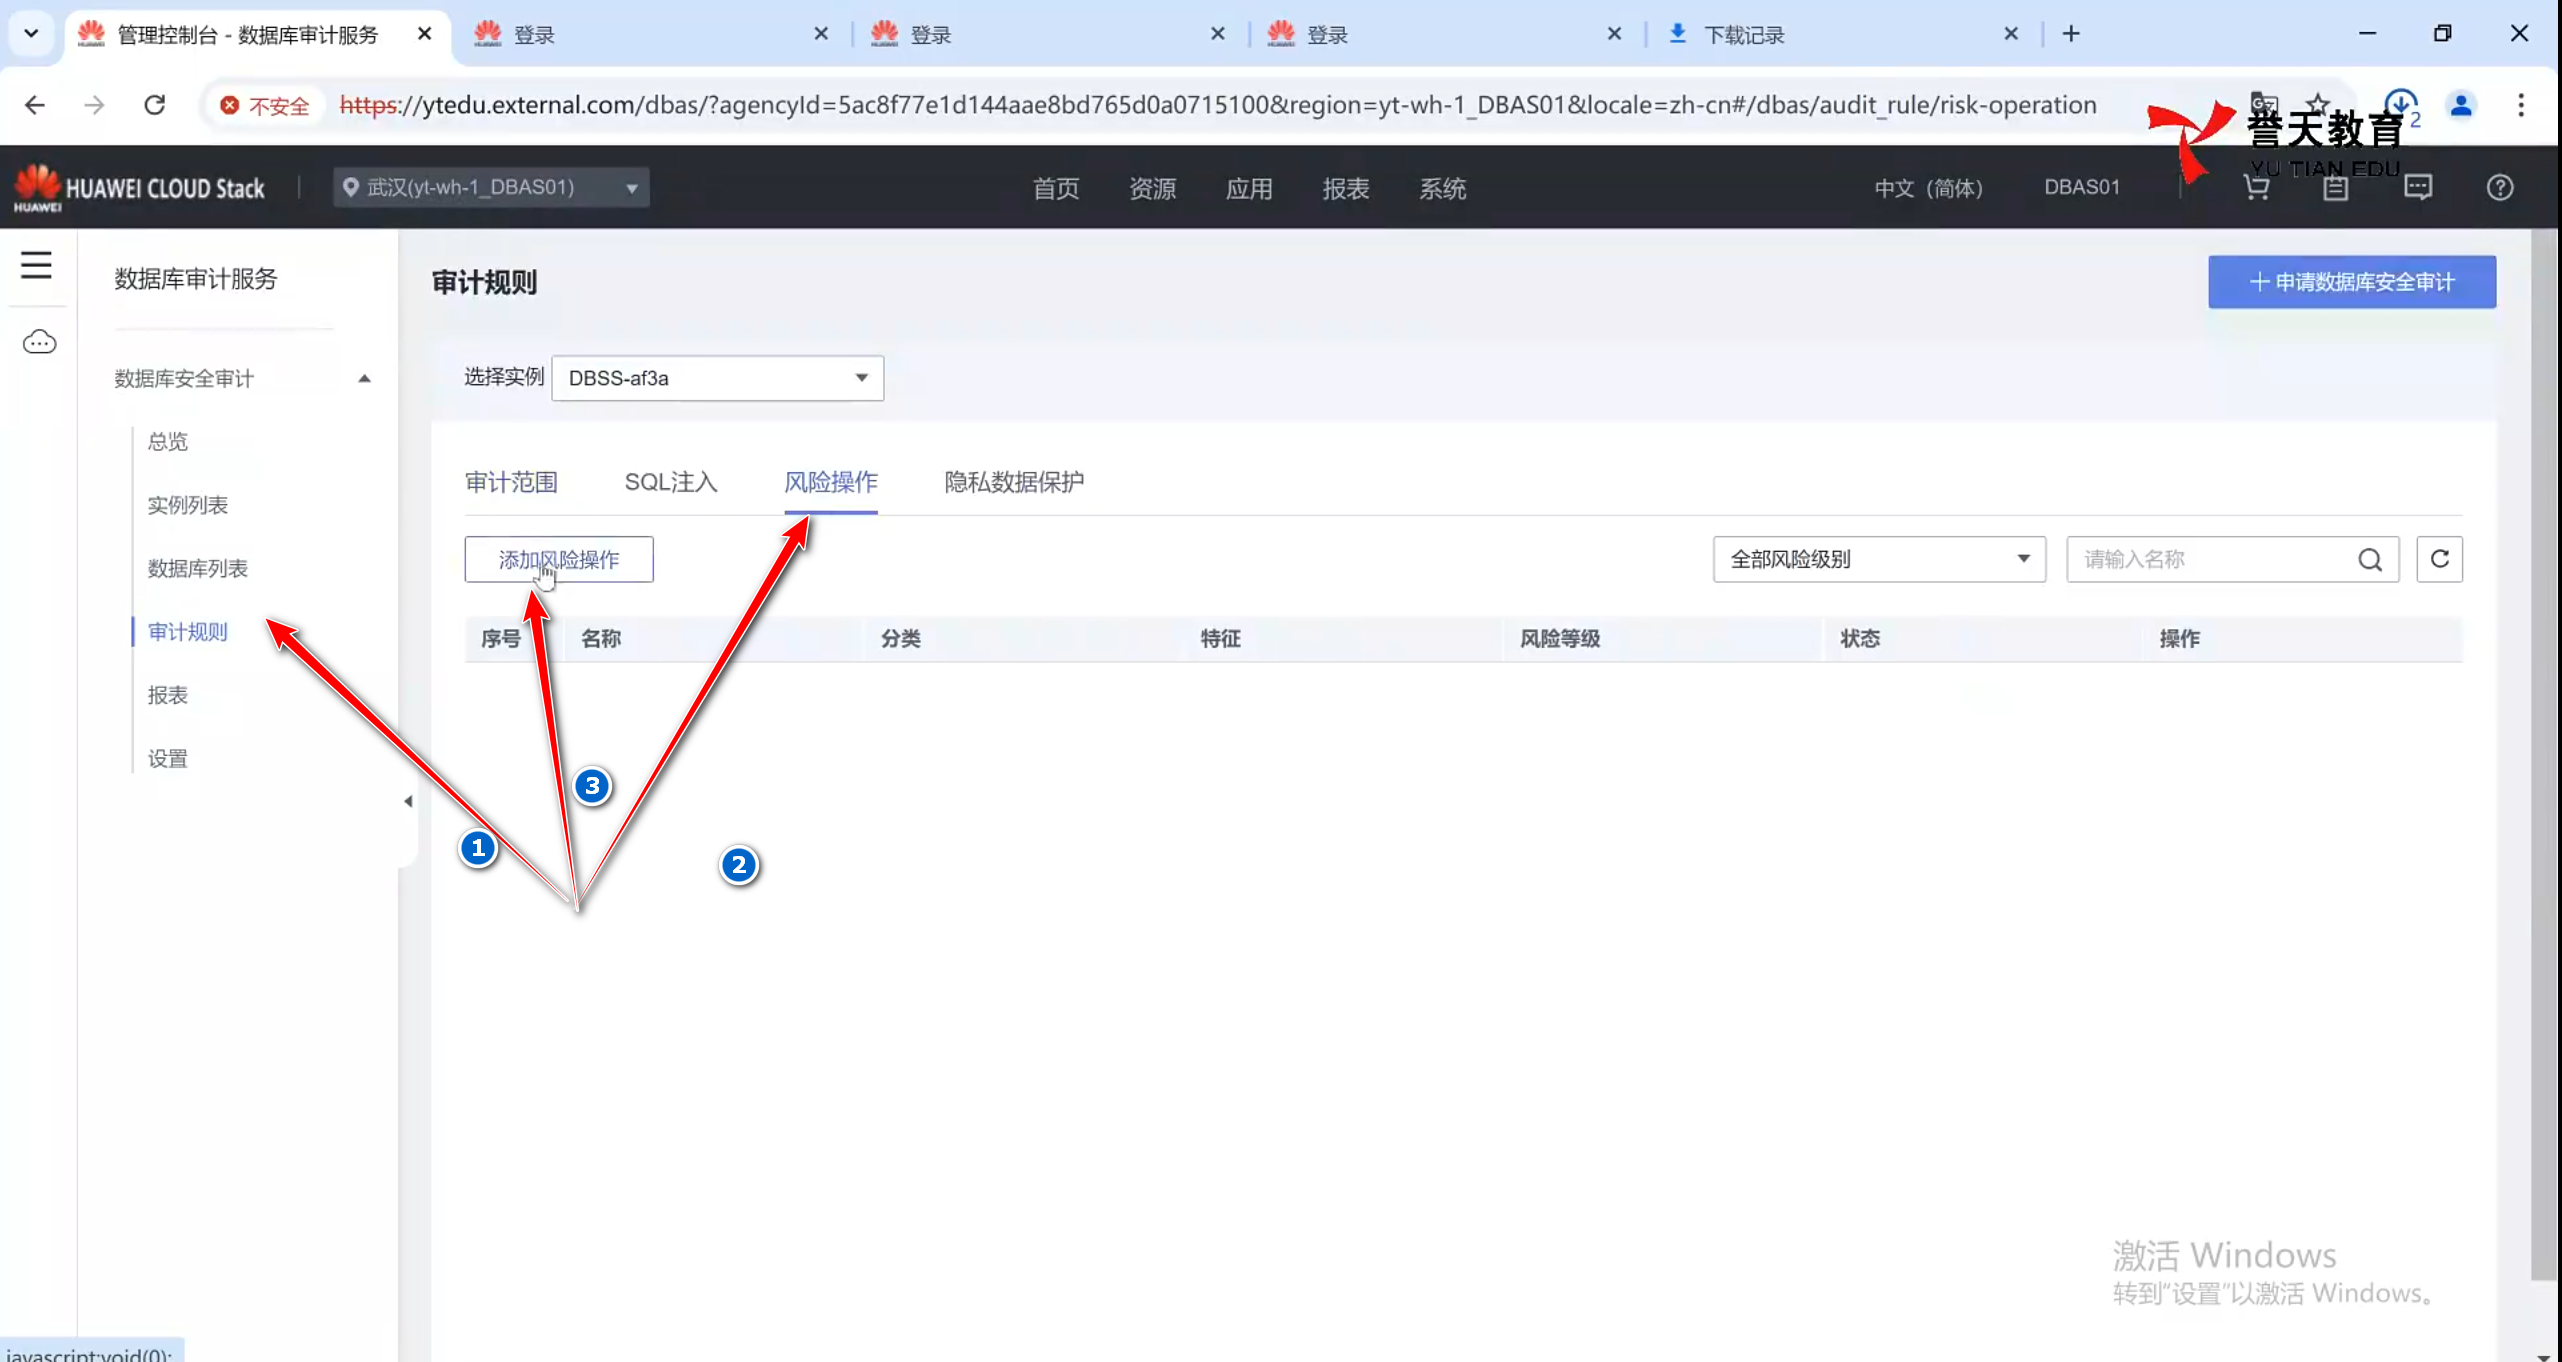 管理控制台 - 数据库审计服务
登录
登录
登录
下载记录
不安全
https://ytedu.external.com/dbas/?agencyId=5ac8f77e1d144aae8bd765d0a0715100&region=yt-wh-1_DBAS01&locale=zh-cn#/dbas/audit_rule/risk-operation
2
誉天教育
YU TIAN EDU
HUAWEI
HUAWEI CLOUD Stack
武汉(yt-wh-1_DBAS01)
首页
资源
应用
报表
系统
中文（简体）
DBAS01
数据库审计服务
审计规则
+ 申请数据库安全审计
数据库安全审计
选择实例
DBSS-af3a
总览
实例列表
数据库列表
审计规则
报表
设置
审计范围
SQL注入
风险操作
隐私数据保护
添加风险操作
全部风险级别
请输入名称
序号
名称
分类
特征
风险等级
状态
操作
3
1
2
激活 Windows
转到“设置”以激活 Windows。
javascript:void(0);